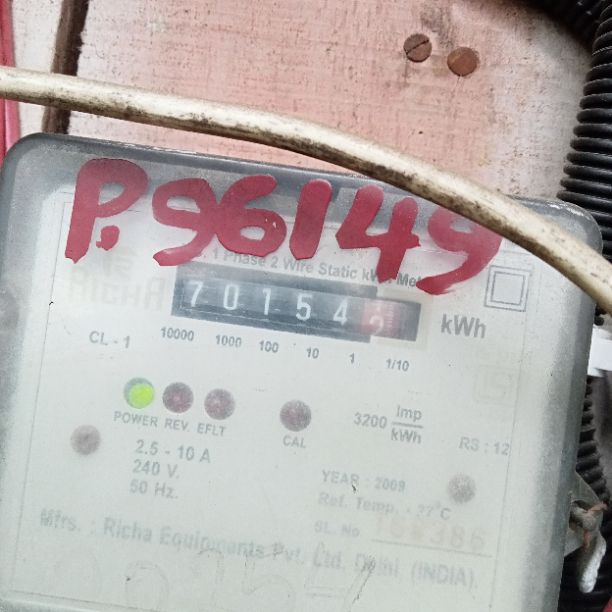 P.96149
1 Phase 2 Wire Static kWh Meter
RICHA
701542
kWh
CL - 1 10000 1000 100 10 1 1/10
POWER REV. EFLT CAL
3200 Imp/kWh
RS : 12
2.5 - 10 A
240 V.
50 Hz.
YEAR : 2009
Ref. Temp. - 27°C
SL. No.
Mfrs. : Richa Equipments Pvt. Ltd. Delhi. (INDIA).